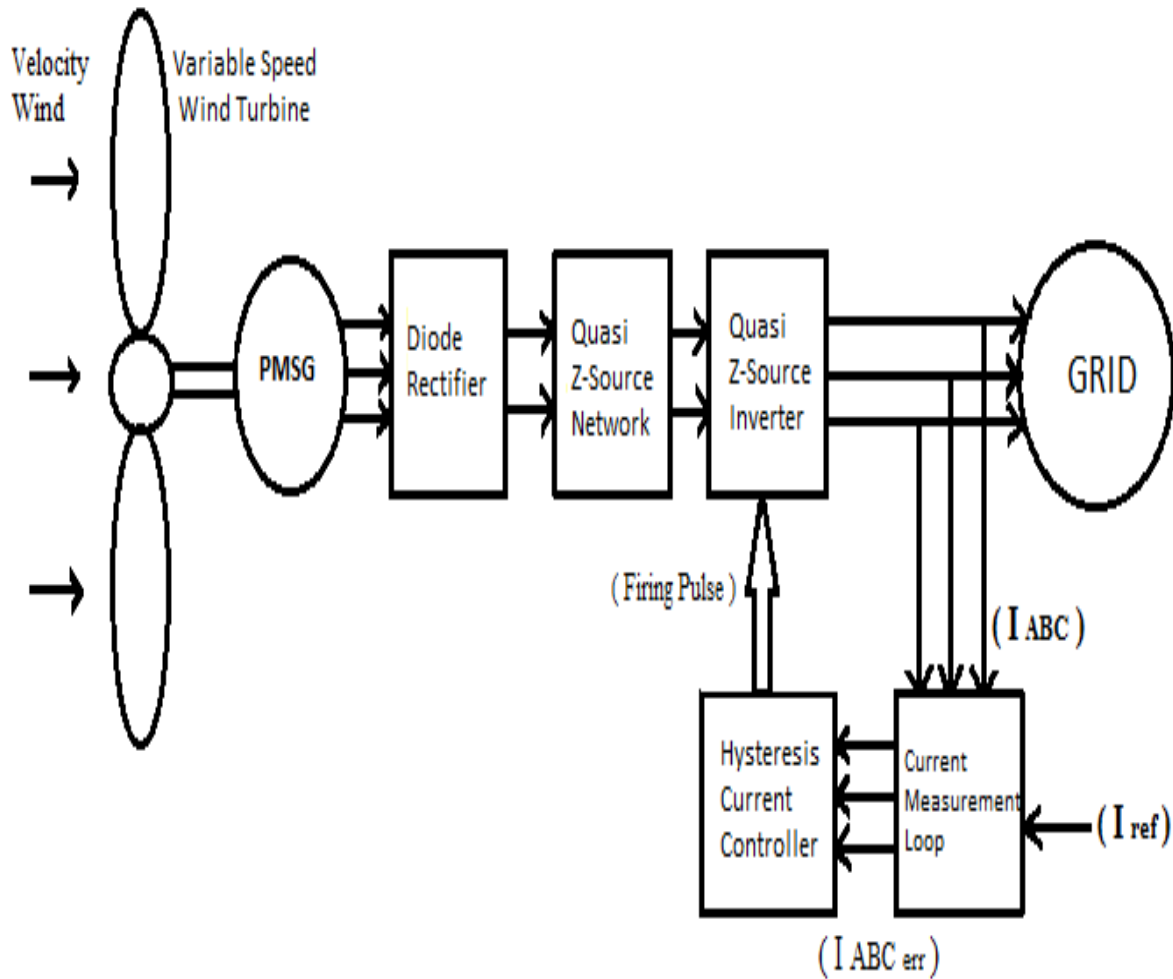 Velocity
Wind
Variable Speed
Wind Turbine
PMSG
Diode
Rectifier
Quasi
Z-Source
Network
Quasi
Z-Source
Inverter
GRID
( Firing Pulse )
( I ABC )
Hysteresis
Current
Controller
Current
Measurement
Loop
( I ref)
( I ABC err)